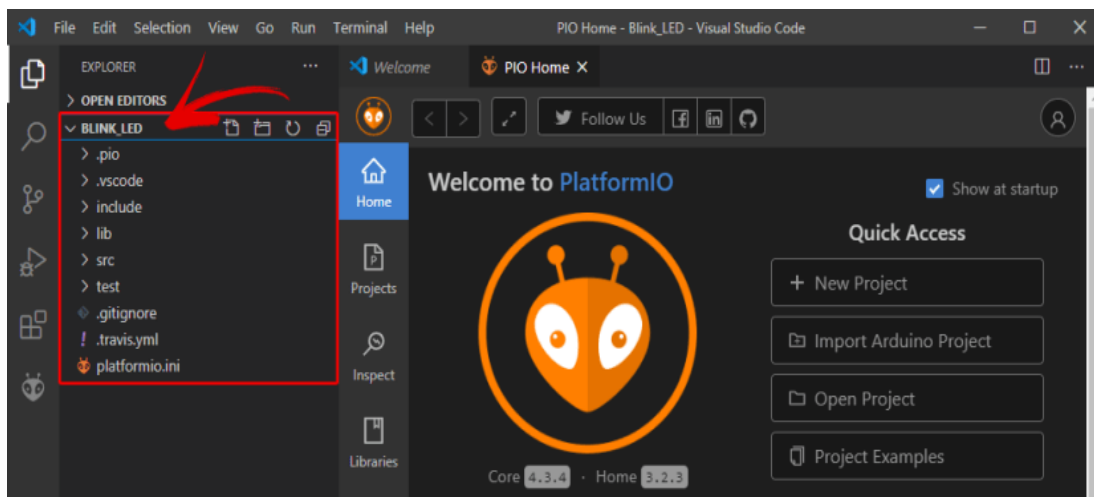 File Edit Selection View Go Run Terminal Help PIO Home - Blink_LED - Visual Studio Code
EXPLORER
Welcome
PIO Home
OPEN EDITORS
BLINK_LED
.pio
.vscode
include
lib
src
test
.gitignore
! .travis.yml
platformio.ini
Follow Us
Home
Projects
Inspect
Libraries
Welcome to PlatformIO
Show at startup
Quick Access
+ New Project
Import Arduino Project
Open Project
Project Examples
Core 4.3.4 · Home 3.2.3